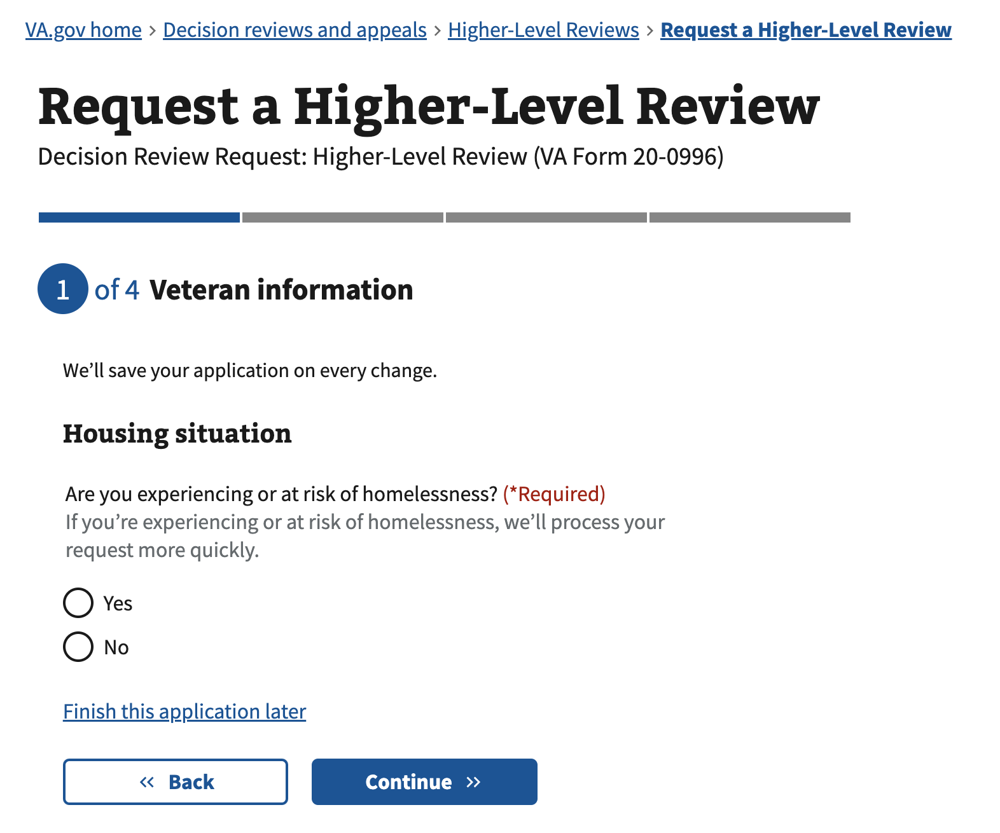 VA.gov home › Decision reviews and appeals › Higher-Level Reviews › Request a Higher-Level Review
Request a Higher-Level Review
Decision Review Request: Higher-Level Review (VA Form 20-0996)
1 of 4 Veteran information
We’ll save your application on every change.
Housing situation
Are you experiencing or at risk of homelessness? (*Required)
If you’re experiencing or at risk of homelessness, we’ll process your
request more quickly.
Yes
No
Finish this application later
« Back
Continue »